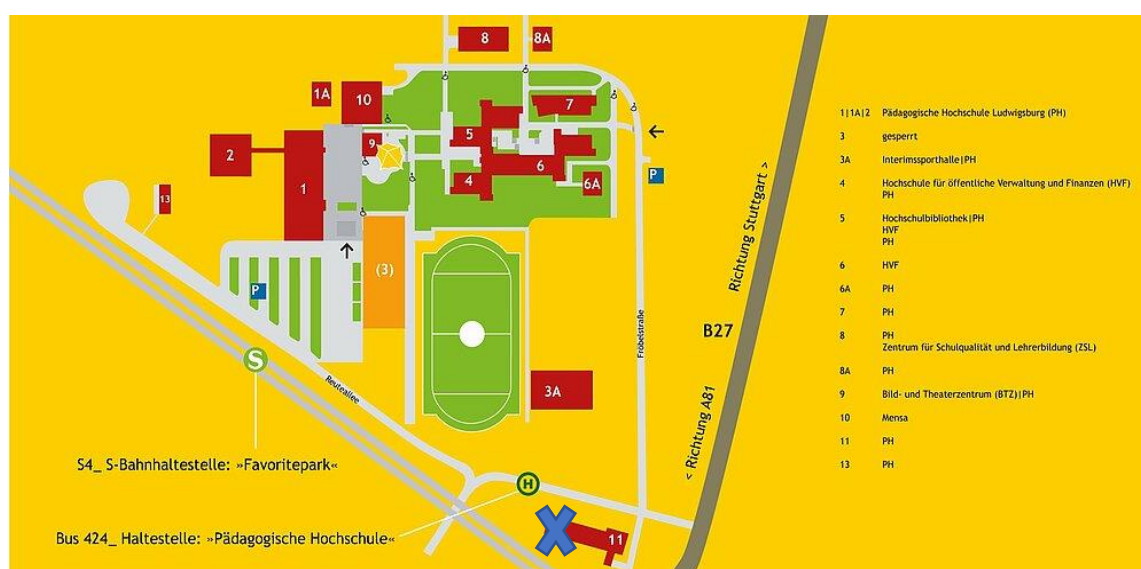 8
8A
1A
10
7
5
9
2
6
P
1
4
6A
13
(3)
P
Richtung Stuttgart >
B27
Fröbelstraße
S
Reuteallee
3A
< Richtung A81
S4_ S-Bahnhaltestelle: »Favoritepark«
H
Bus 424_ Haltestelle: »Pädagogische Hochschule«
11
1|1A|2 Pädagogische Hochschule Ludwigsburg (PH)
3 gesperrt
3A Interimssporthalle|PH
4 Hochschule für öffentliche Verwaltung und Finanzen (HVF)
PH
5 Hochschulbibliothek|PH
HVF
PH
6 HVF
6A PH
7 PH
8 PH
Zentrum für Schulqualität und Lehrerbildung (ZSL)
8A PH
9 Bild- und Theaterzentrum (BTZ)|PH
10 Mensa
11 PH
13 PH